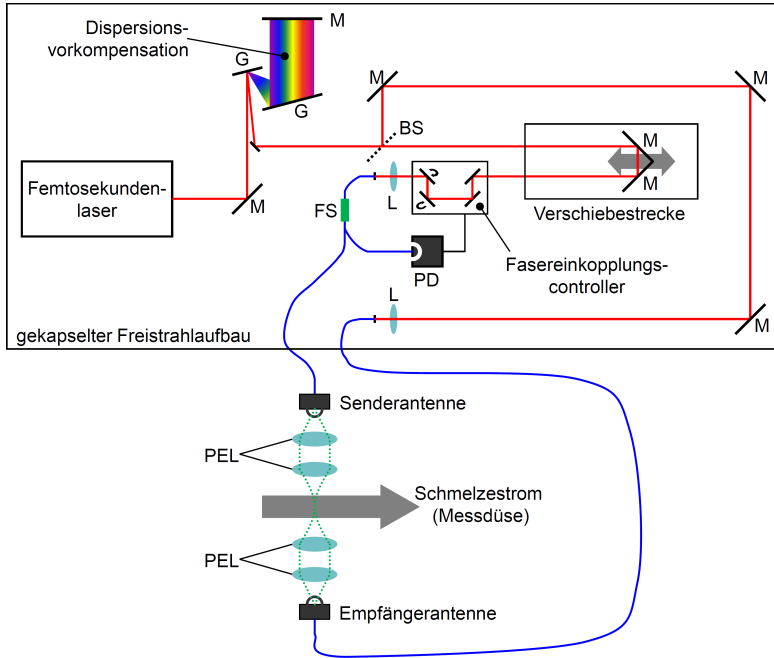 Dispersions-
vorkompensation
M
G
G
M
M
BS
Femtosekunden-
laser
M
M
M
Verschiebestrecke
L
FS
PD
Fasereinkopplungs-
controller
L
M
gekapselter Freistrahlaufbau
Senderantenne
PEL
Schmelzestrom
(Messdüse)
PEL
Empfängerantenne